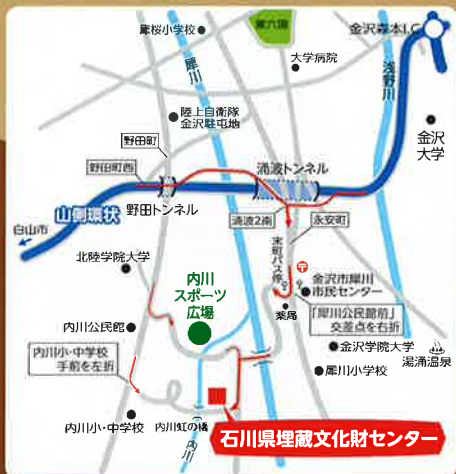 犀桜小学校
犀川
兼六園
大学病院
金沢森本I.C.
浅野川
陸上自衛隊
金沢駐屯地
金沢
大学
野田町
野田町西
涌波トンネル
山側環状
野田トンネル
白山市
涌波2南
永安町
北陸学院大学
末町バス停
内川
スポーツ
広場
金沢市犀川
市民センター
薬局
「犀川公民館前」
交差点を右折
内川公民館
金沢学院大学
湯涌温泉
内川小・中学校
手前を左折
犀川小学校
内川小・中学校
内川虹の橋
内川
石川県埋蔵文化財センター